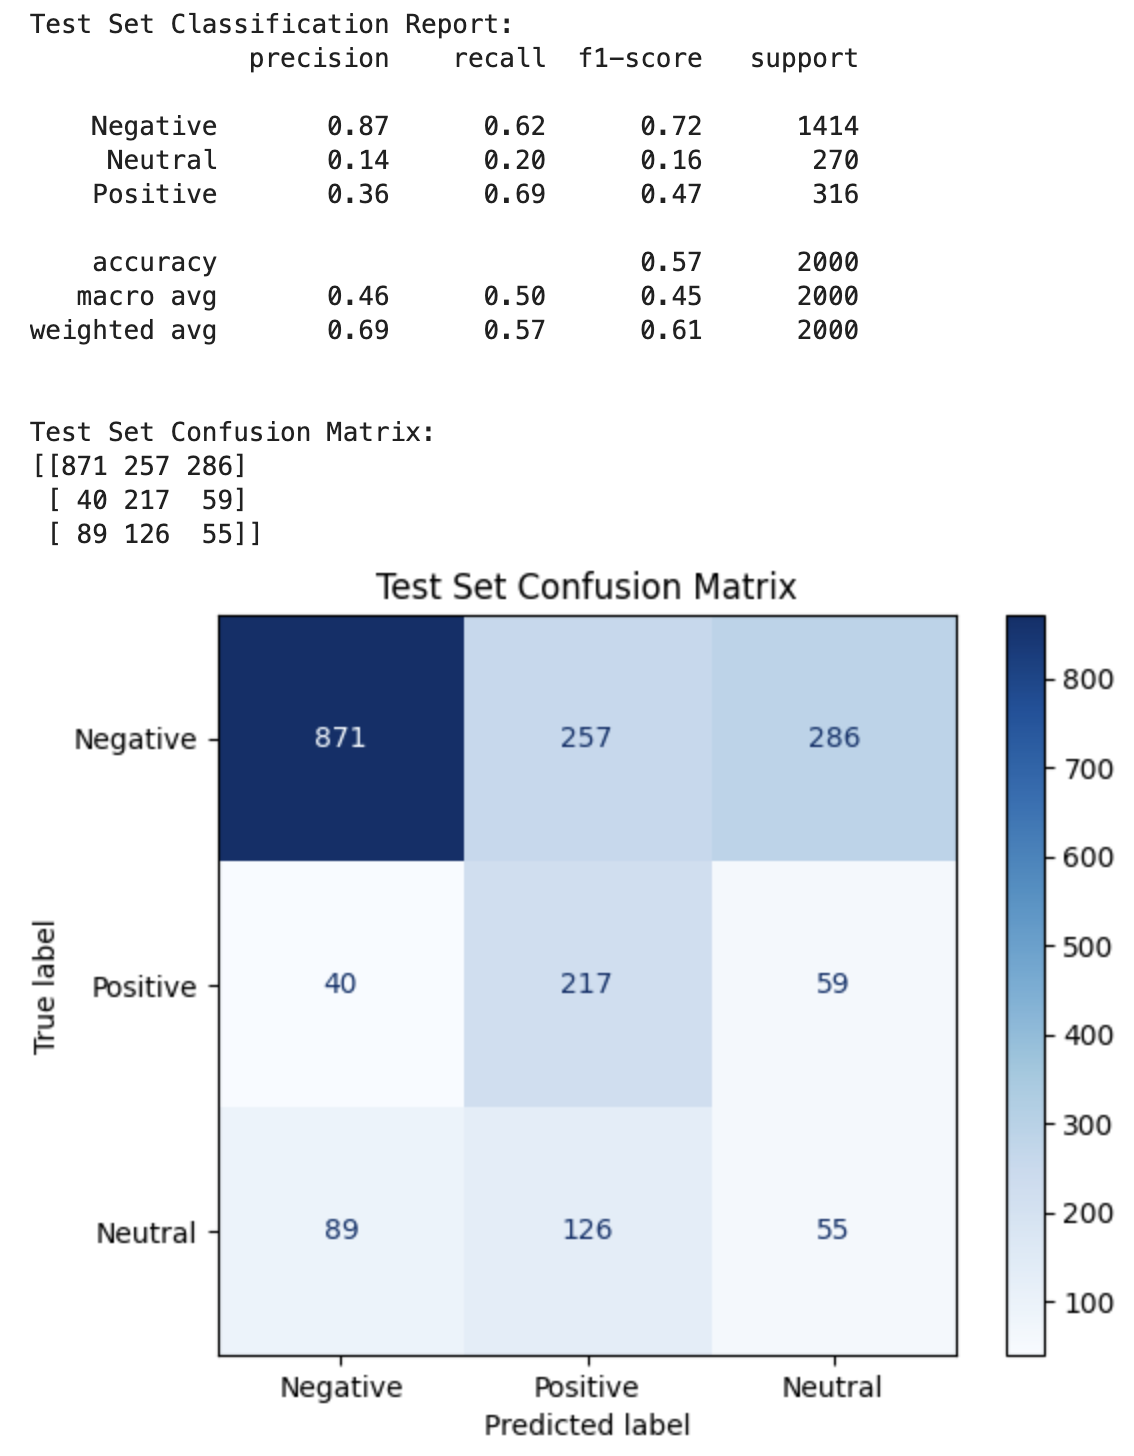 Test Set Classification Report:
precision recall f1-score support
Negative 0.87 0.62 0.72 1414
Neutral 0.14 0.20 0.16 270
Positive 0.36 0.69 0.47 316
accuracy 0.57 2000
macro avg 0.46 0.50 0.45 2000
weighted avg 0.69 0.57 0.61 2000
Test Set Confusion Matrix:
[[871 257 286]
[ 40 217 59]
[ 89 126 55]]
Test Set Confusion Matrix
Negative 871 257 286
Positive 40 217 59
Neutral 89 126 55
Negative Positive Neutral
Predicted label
True label
800
700
600
500
400
300
200
100